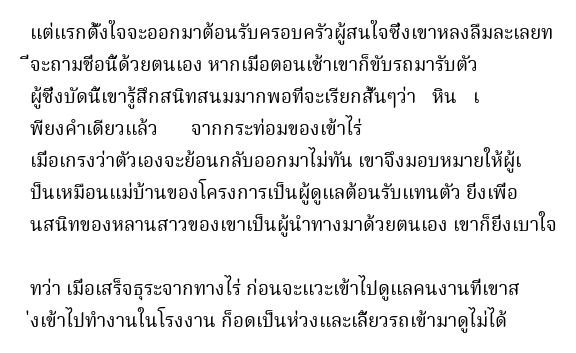 แต่แรกตั้งใจจะออกมาต้อนรับครอบครัวผู้สนใจซึ่งเขาหลงลืมละเลยท
ี่จะถามชื่อนี้ด้วยตนเอง หากเมื่อตอนเช้าเขาก็ขับรถมารับตัว
ผู้ซึ่งบัดนี้เขารู้สึกสนิทสนมมากพอที่จะเรียกสั้นๆว่า หิน เ
พียงคำเดียวแล้ว จากกระท่อมของเข้าไร่
เมื่อเกรงว่าตัวเองจะย้อนกลับออกมาไม่ทัน เขาจึงมอบหมายให้ผู้เ
ป็นเหมือนแม่บ้านของโครงการเป็นผู้ดูแลต้อนรับแทนตัว ยิ่งเพื่อ
นสนิทของหลานสาวของเขาเป็นผู้นำทางมาด้วยตนเอง เขาก็ยิ่งเบาใจ
ทว่า เมื่อเสร็จธุระจากทางไร่ ก่อนจะแวะเข้าไปดูแลคนงานที่เขาส
่งเข้าไปทำงานในโรงงาน ก็อดเป็นห่วงและเลี้ยวรถเข้ามาดูไม่ได้